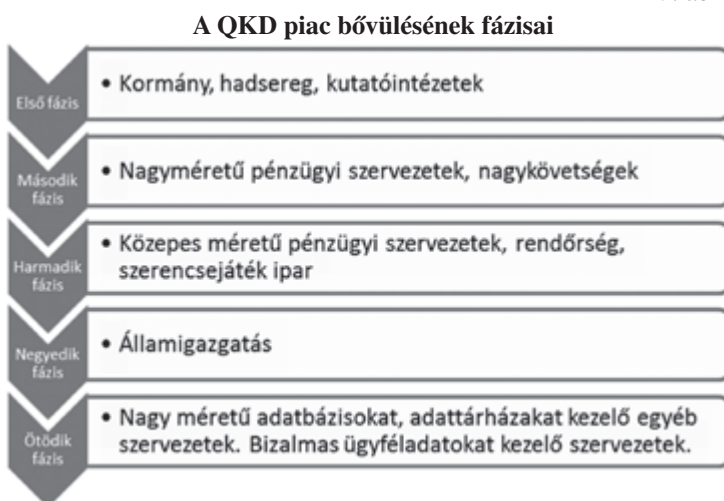 A QKD piac bővülésének fázisai
Első fázis
• Kormány, hadsereg, kutatóintézetek
Második
fázis
• Nagyméretű pénzügyi szervezetek, nagykövetségek
Harmadik
fázis
• Közepes méretű pénzügyi szervezetek, rendőrség,
szerencsejáték ipar
Negyedik
fázis
• Államigazgatás
Ötödik
fázis
• Nagy méretű adatbázisokat, adattárházakat kezelő egyéb
szervezetek. Bizalmas ügyféladatokat kezelő szervezetek.